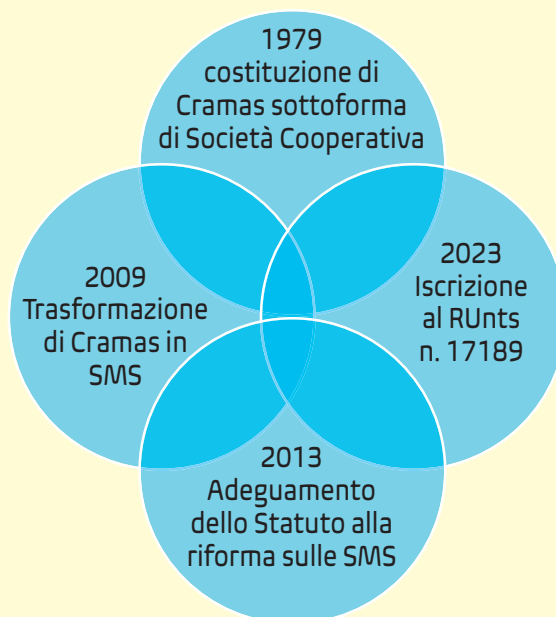 1979
costituzione di
Cramas sottoforma
di Società Cooperativa
2009
Trasformazione
di Cramas in
SMS
2023
Iscrizione
al RUnts
n. 17189
2013
Adeguamento
dello Statuto alla
riforma sulle SMS